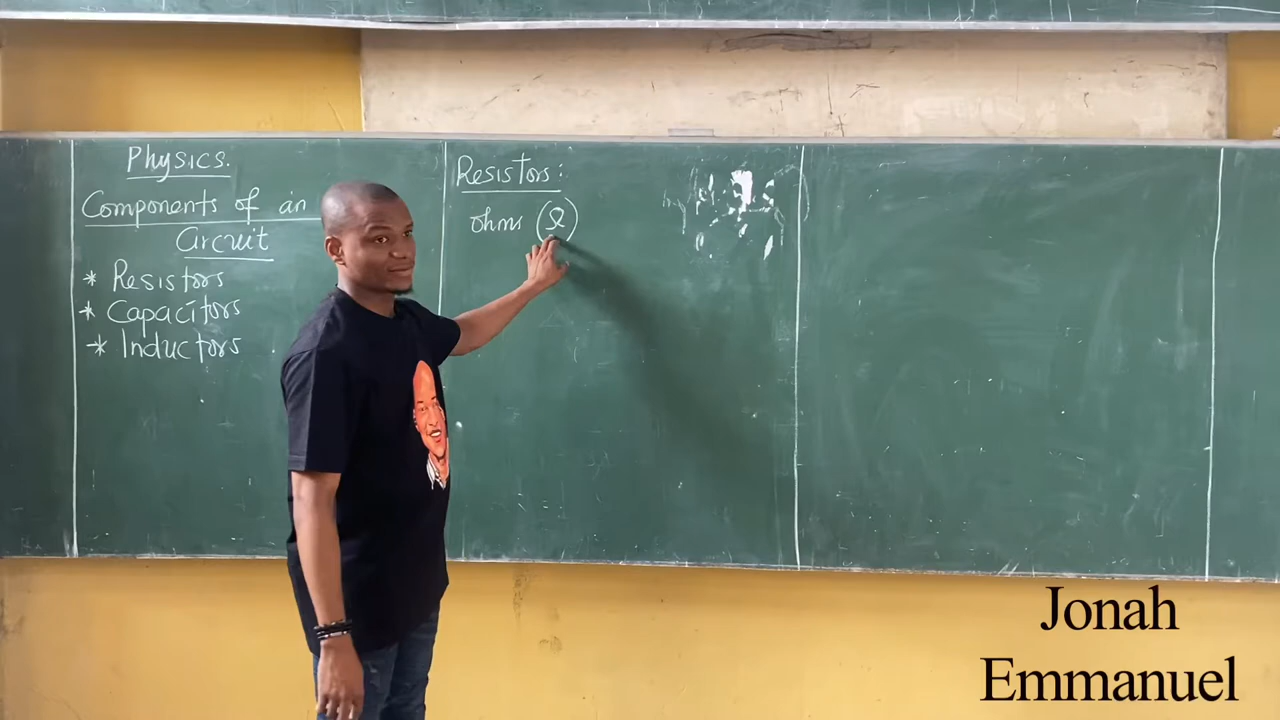 Physics.
Components of an
Circuit
* Resistors
* Capacitors
* Inductors
Resistors:
ohms (Ω)
Jonah
Emmanuel